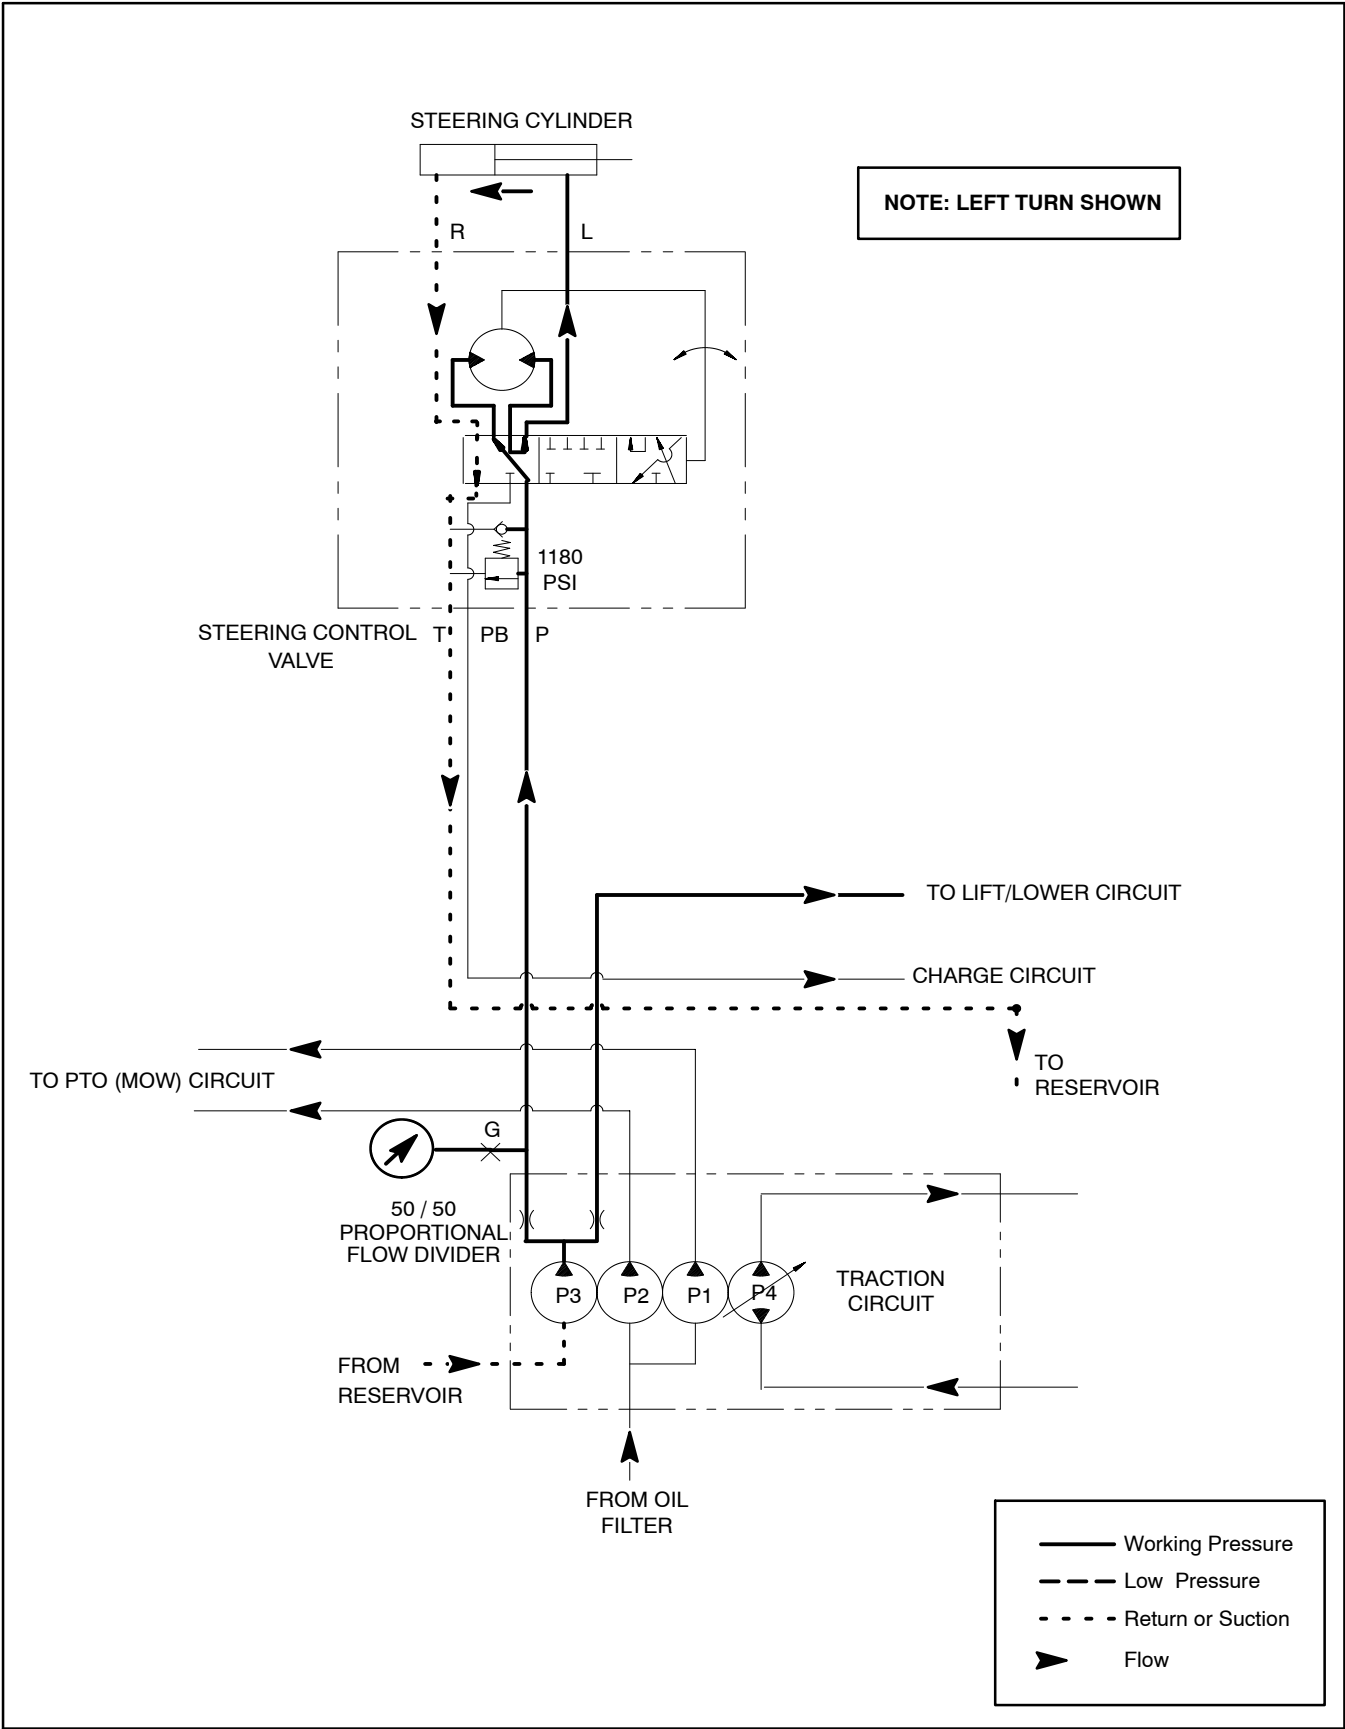 STEERING CYLINDER
NOTE: LEFT TURN SHOWN
R
L
1180
PSI
STEERING CONTROL
VALVE
T
PB
P
TO LIFT/LOWER CIRCUIT
CHARGE CIRCUIT
TO
RESERVOIR
TO PTO (MOW) CIRCUIT
G
50 / 50
PROPORTIONAL
FLOW DIVIDER
P3
P2
P1
P4
TRACTION
CIRCUIT
FROM
RESERVOIR
FROM OIL
FILTER
Working Pressure
Low Pressure
Return or Suction
Flow